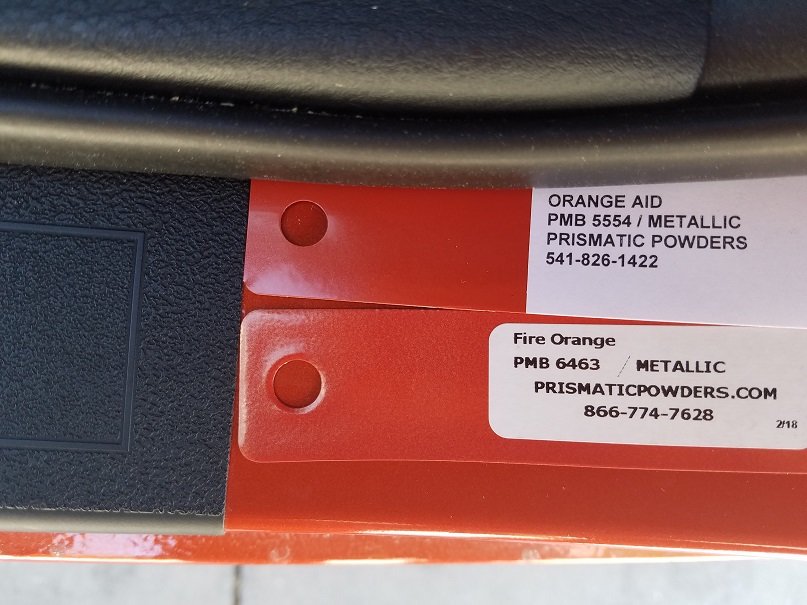 ORANGE AID
PMB 5554 / METALLIC
PRISMATIC POWDERS
541-826-1422
Fire Orange
PMB 6463 / METALLIC
PRISMATICPOWDERS.COM
866-774-7628
2/18